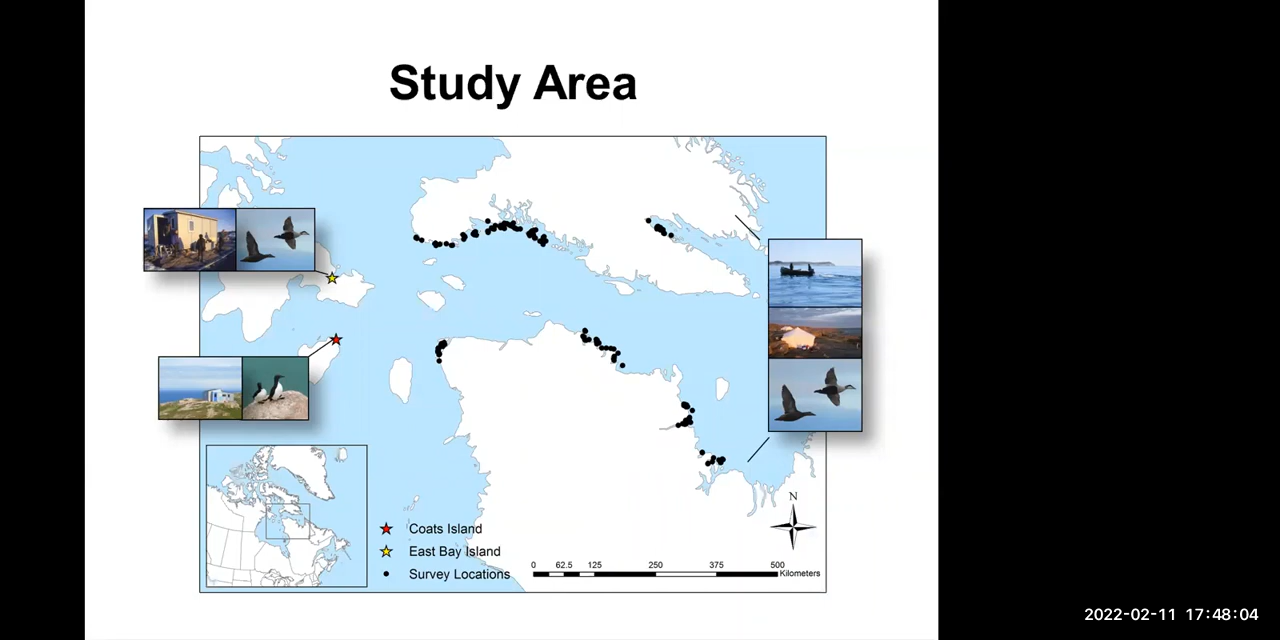 Study Area
N
Coats Island
East Bay Island
Survey Locations
0 62.5 125 250 375 500
Kilometers
2022-02-11 17:48:04